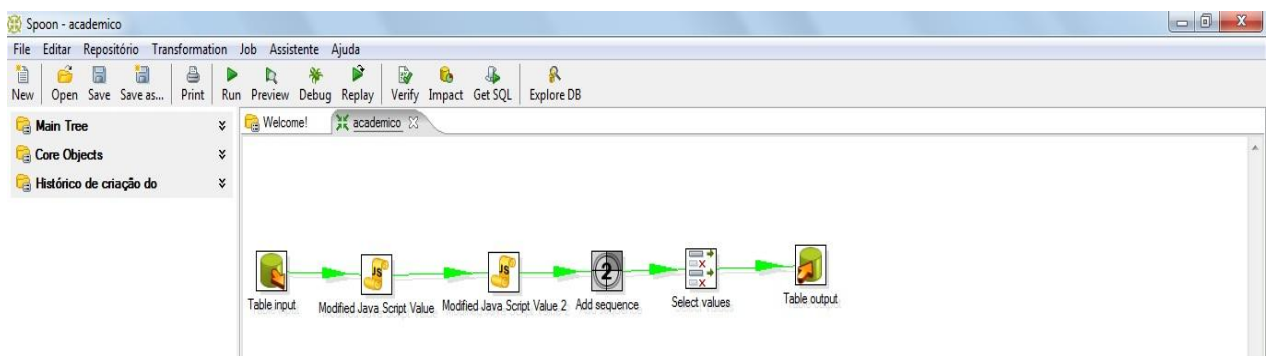 Spoon - academico
File Editar Repositório Transformation Job Assistente Ajuda
New Open Save Save as... Print Run Preview Debug Replay Verify Impact Get SQL Explore DB
Main Tree
Core Objects
Histórico de criação do
Welcome! academico
JS JS 2
Table input Modified Java Script Value Modified Java Script Value 2 Add sequence Select values Table output